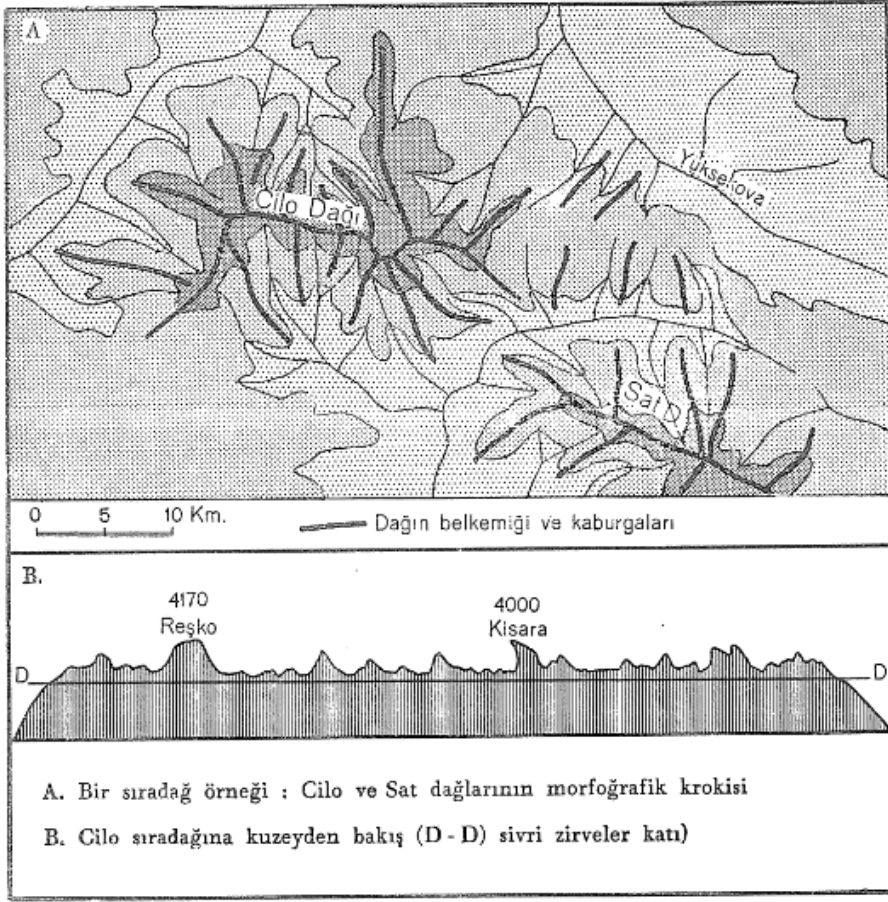 A
Cilo Dağı
Yüksekova
Sat D.
0 5 10 Km.
Dağın belkemiği ve kaburgaları
B.
4170
Reşko
4000
Kisara
D
D
A. Bir sıradağ örneği : Cilo ve Sat dağlarının morfoğrafik krokisi
B. Cilo sıradağına kuzeyden bakış (D - D) sivri zirveler katı)